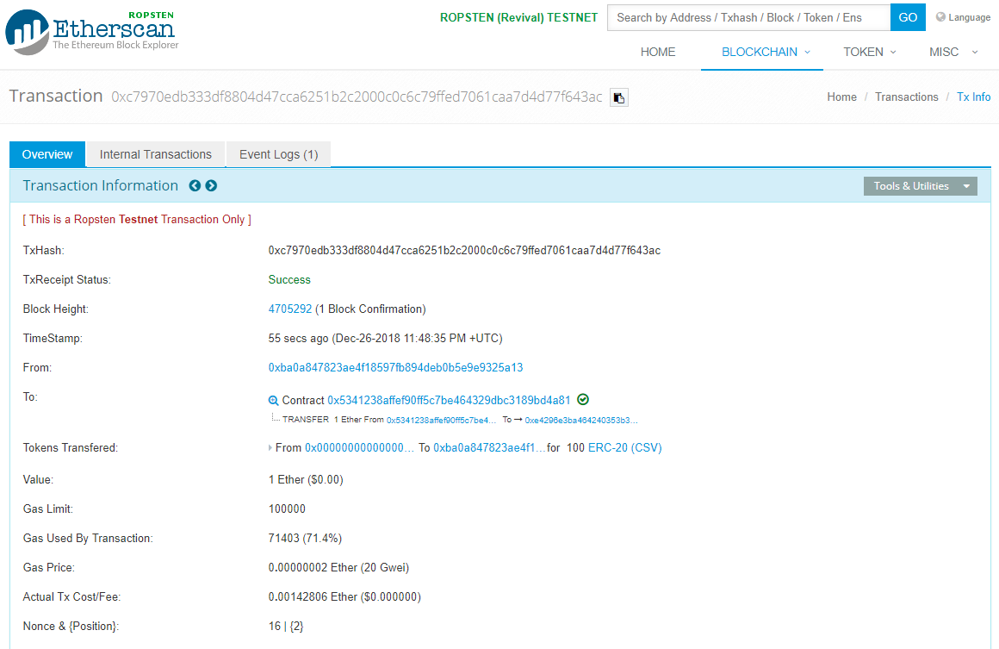 ROPSTEN
Etherscan
The Ethereum Block Explorer
ROPSTEN (Revival) TESTNET
Search by Address / Txhash / Block / Token / Ens
GO
Language
HOME BLOCKCHAIN TOKEN MISC
Transaction 0xc7970edb333df8804d47cca6251b2c2000c0c6c79ffed7061caa7d4d77f643ac
Home / Transactions / Tx Info
Overview Internal Transactions Event Logs (1)
Transaction Information
Tools & Utilities
[ This is a Ropsten Testnet Transaction Only ]
TxHash: 0xc7970edb333df8804d47cca6251b2c2000c0c6c79ffed7061caa7d4d77f643ac
TxReceipt Status: Success
Block Height: 4705292 (1 Block Confirmation)
TimeStamp: 55 secs ago (Dec-26-2018 11:48:35 PM +UTC)
From: 0xba0a847823ae4f18597fb894deb0b5e9e9325a13
To: Contract 0x5341238affef90ff5c7be464329dbc3189bd4a81
TRANSFER 1 Ether From 0x5341238affef90ff5c7be4... To → 0xe4296e3ba464240353b3...
Tokens Transfered: From 0x00000000000000... To 0xba0a847823ae4f1... for 100 ERC-20 (CSV)
Value: 1 Ether ($0.00)
Gas Limit: 100000
Gas Used By Transaction: 71403 (71.4%)
Gas Price: 0.00000002 Ether (20 Gwei)
Actual Tx Cost/Fee: 0.00142806 Ether ($0.000000)
Nonce & {Position}: 16 | {2}